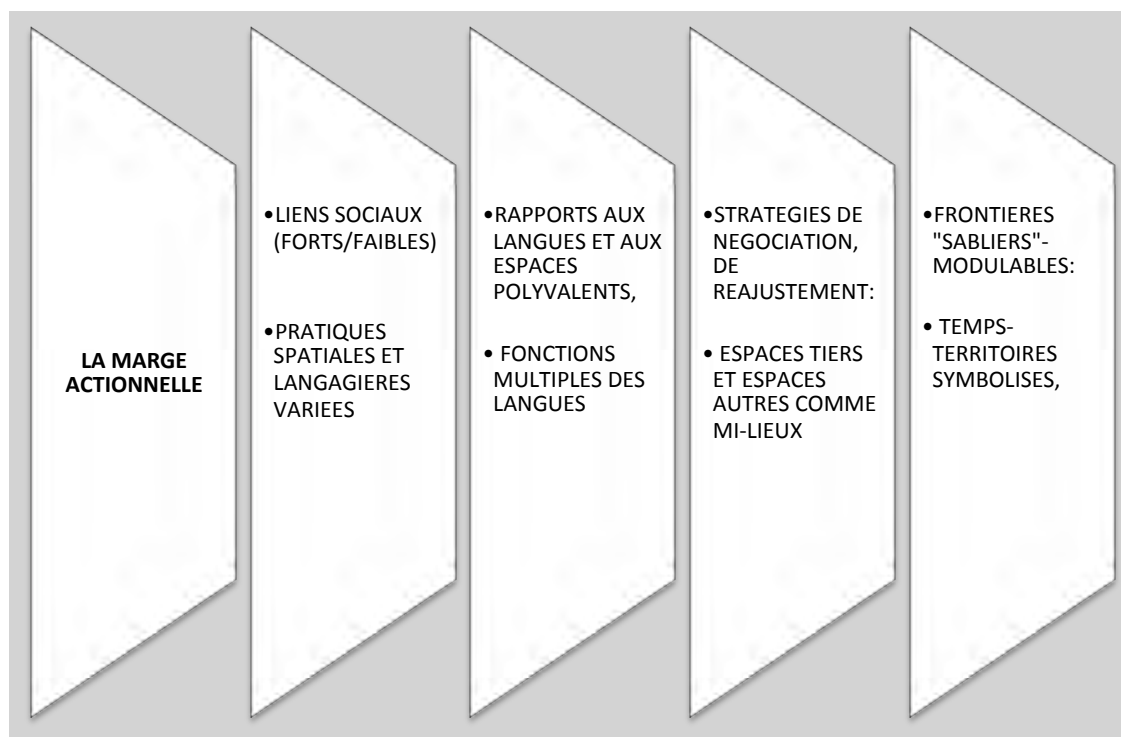 LA MARGE
ACTIONNELLE
•LIENS SOCIAUX
(FORTS/FAIBLES)
•PRATIQUES
SPATIALES ET
LANGAGIERES
VARIEES
•RAPPORTS AUX
LANGUES ET AUX
ESPACES
POLYVALENTS,
• FONCTIONS
MULTIPLES DES
LANGUES
•STRATEGIES DE
NEGOCIATION,
DE
REAJUSTEMENT:
• ESPACES TIERS
ET ESPACES
AUTRES COMME
MI-LIEUX
•FRONTIERES
"SABLIERS"-
MODULABLES:
• TEMPS-
TERRITOIRES
SYMBOLISES,